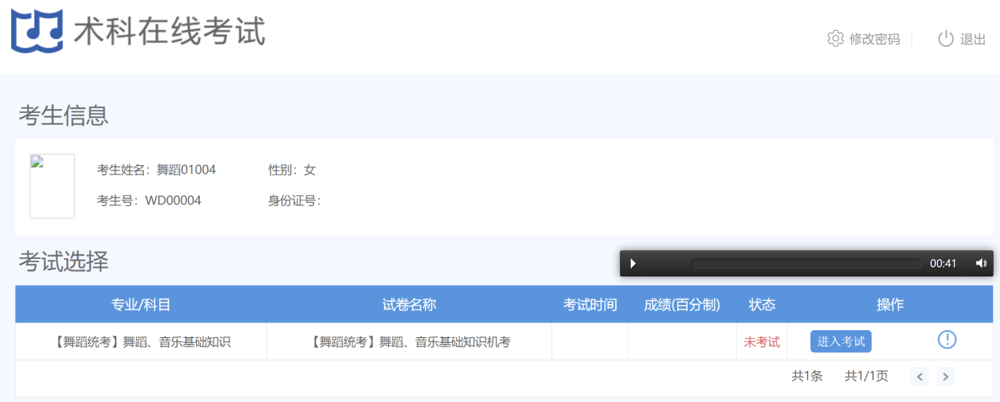 术科在线考试
修改密码 退出
考生信息
考生姓名：舞蹈01004 性别：女
考生号：WD00004 身份证号：
考试选择
00:41
专业/科目 试卷名称 考试时间 成绩(百分制) 状态 操作
【舞蹈统考】舞蹈、音乐基础知识 【舞蹈统考】舞蹈、音乐基础知识机考 未考试 进入考试
共1条 共1/1页 < >